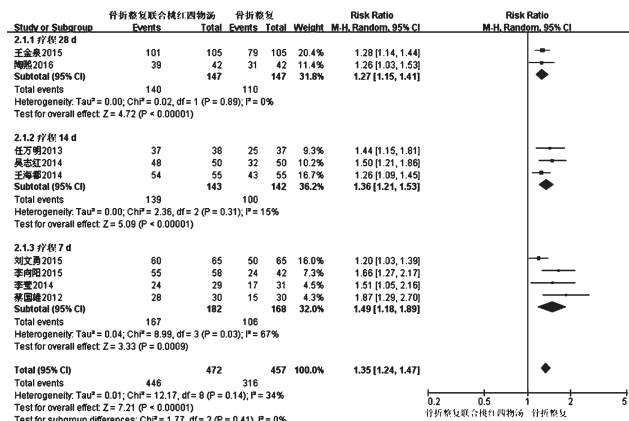 骨折整复联合桃红四物汤 骨折整复 Risk Ratio Risk Ratio
Study or Subgroup Events Total Events Total Weight M-H, Random, 95% CI M-H, Random, 95% CI
2.1.1 疗程 28 d
王金泉2015 101 105 79 105 20.4% 1.28 [1.14, 1.44]
陶熙2016 39 42 31 42 11.4% 1.26 [1.03, 1.53]
Subtotal (95% CI) 147 147 31.8% 1.27 [1.15, 1.41]
Total events 140 110
Heterogeneity: Tau² = 0.00; Chi² = 0.02, df = 1 (P = 0.89); I² = 0%
Test for overall effect: Z = 4.72 (P < 0.00001)
2.1.2 疗程 14 d
任万明2013 37 38 25 37 9.3% 1.44 [1.15, 1.81]
吴志红2014 48 50 32 50 10.2% 1.50 [1.21, 1.86]
王海都2014 54 55 43 55 16.7% 1.26 [1.09, 1.45]
Subtotal (95% CI) 143 142 36.2% 1.36 [1.21, 1.53]
Total events 139 100
Heterogeneity: Tau² = 0.00; Chi² = 2.36, df = 2 (P = 0.31); I² = 15%
Test for overall effect: Z = 5.09 (P < 0.00001)
2.1.3 疗程 7 d
刘文勇2015 60 65 50 65 16.0% 1.20 [1.03, 1.39]
李向阳2015 55 58 24 42 7.3% 1.66 [1.27, 2.17]
李莹2014 24 29 17 31 4.3% 1.51 [1.05, 2.16]
蔡国雄2012 28 30 15 30 4.3% 1.87 [1.29, 2.70]
Subtotal (95% CI) 182 168 32.0% 1.49 [1.18, 1.89]
Total events 167 106
Heterogeneity: Tau² = 0.04; Chi² = 8.99, df = 3 (P = 0.03); I² = 67%
Test for overall effect: Z = 3.33 (P = 0.0009)
Total (95% CI) 472 457 100.0% 1.35 [1.24, 1.47]
Total events 446 316
Heterogeneity: Tau² = 0.01; Chi² = 12.17, df = 8 (P = 0.14); I² = 34%
Test for overall effect: Z = 7.21 (P < 0.00001)
Test for subgroup differences: Chi² = 1.77, df = 2 (P = 0.41), I² = 0%
0.2 0.5 1 2 5
骨折整复联合桃红四物汤 骨折整复